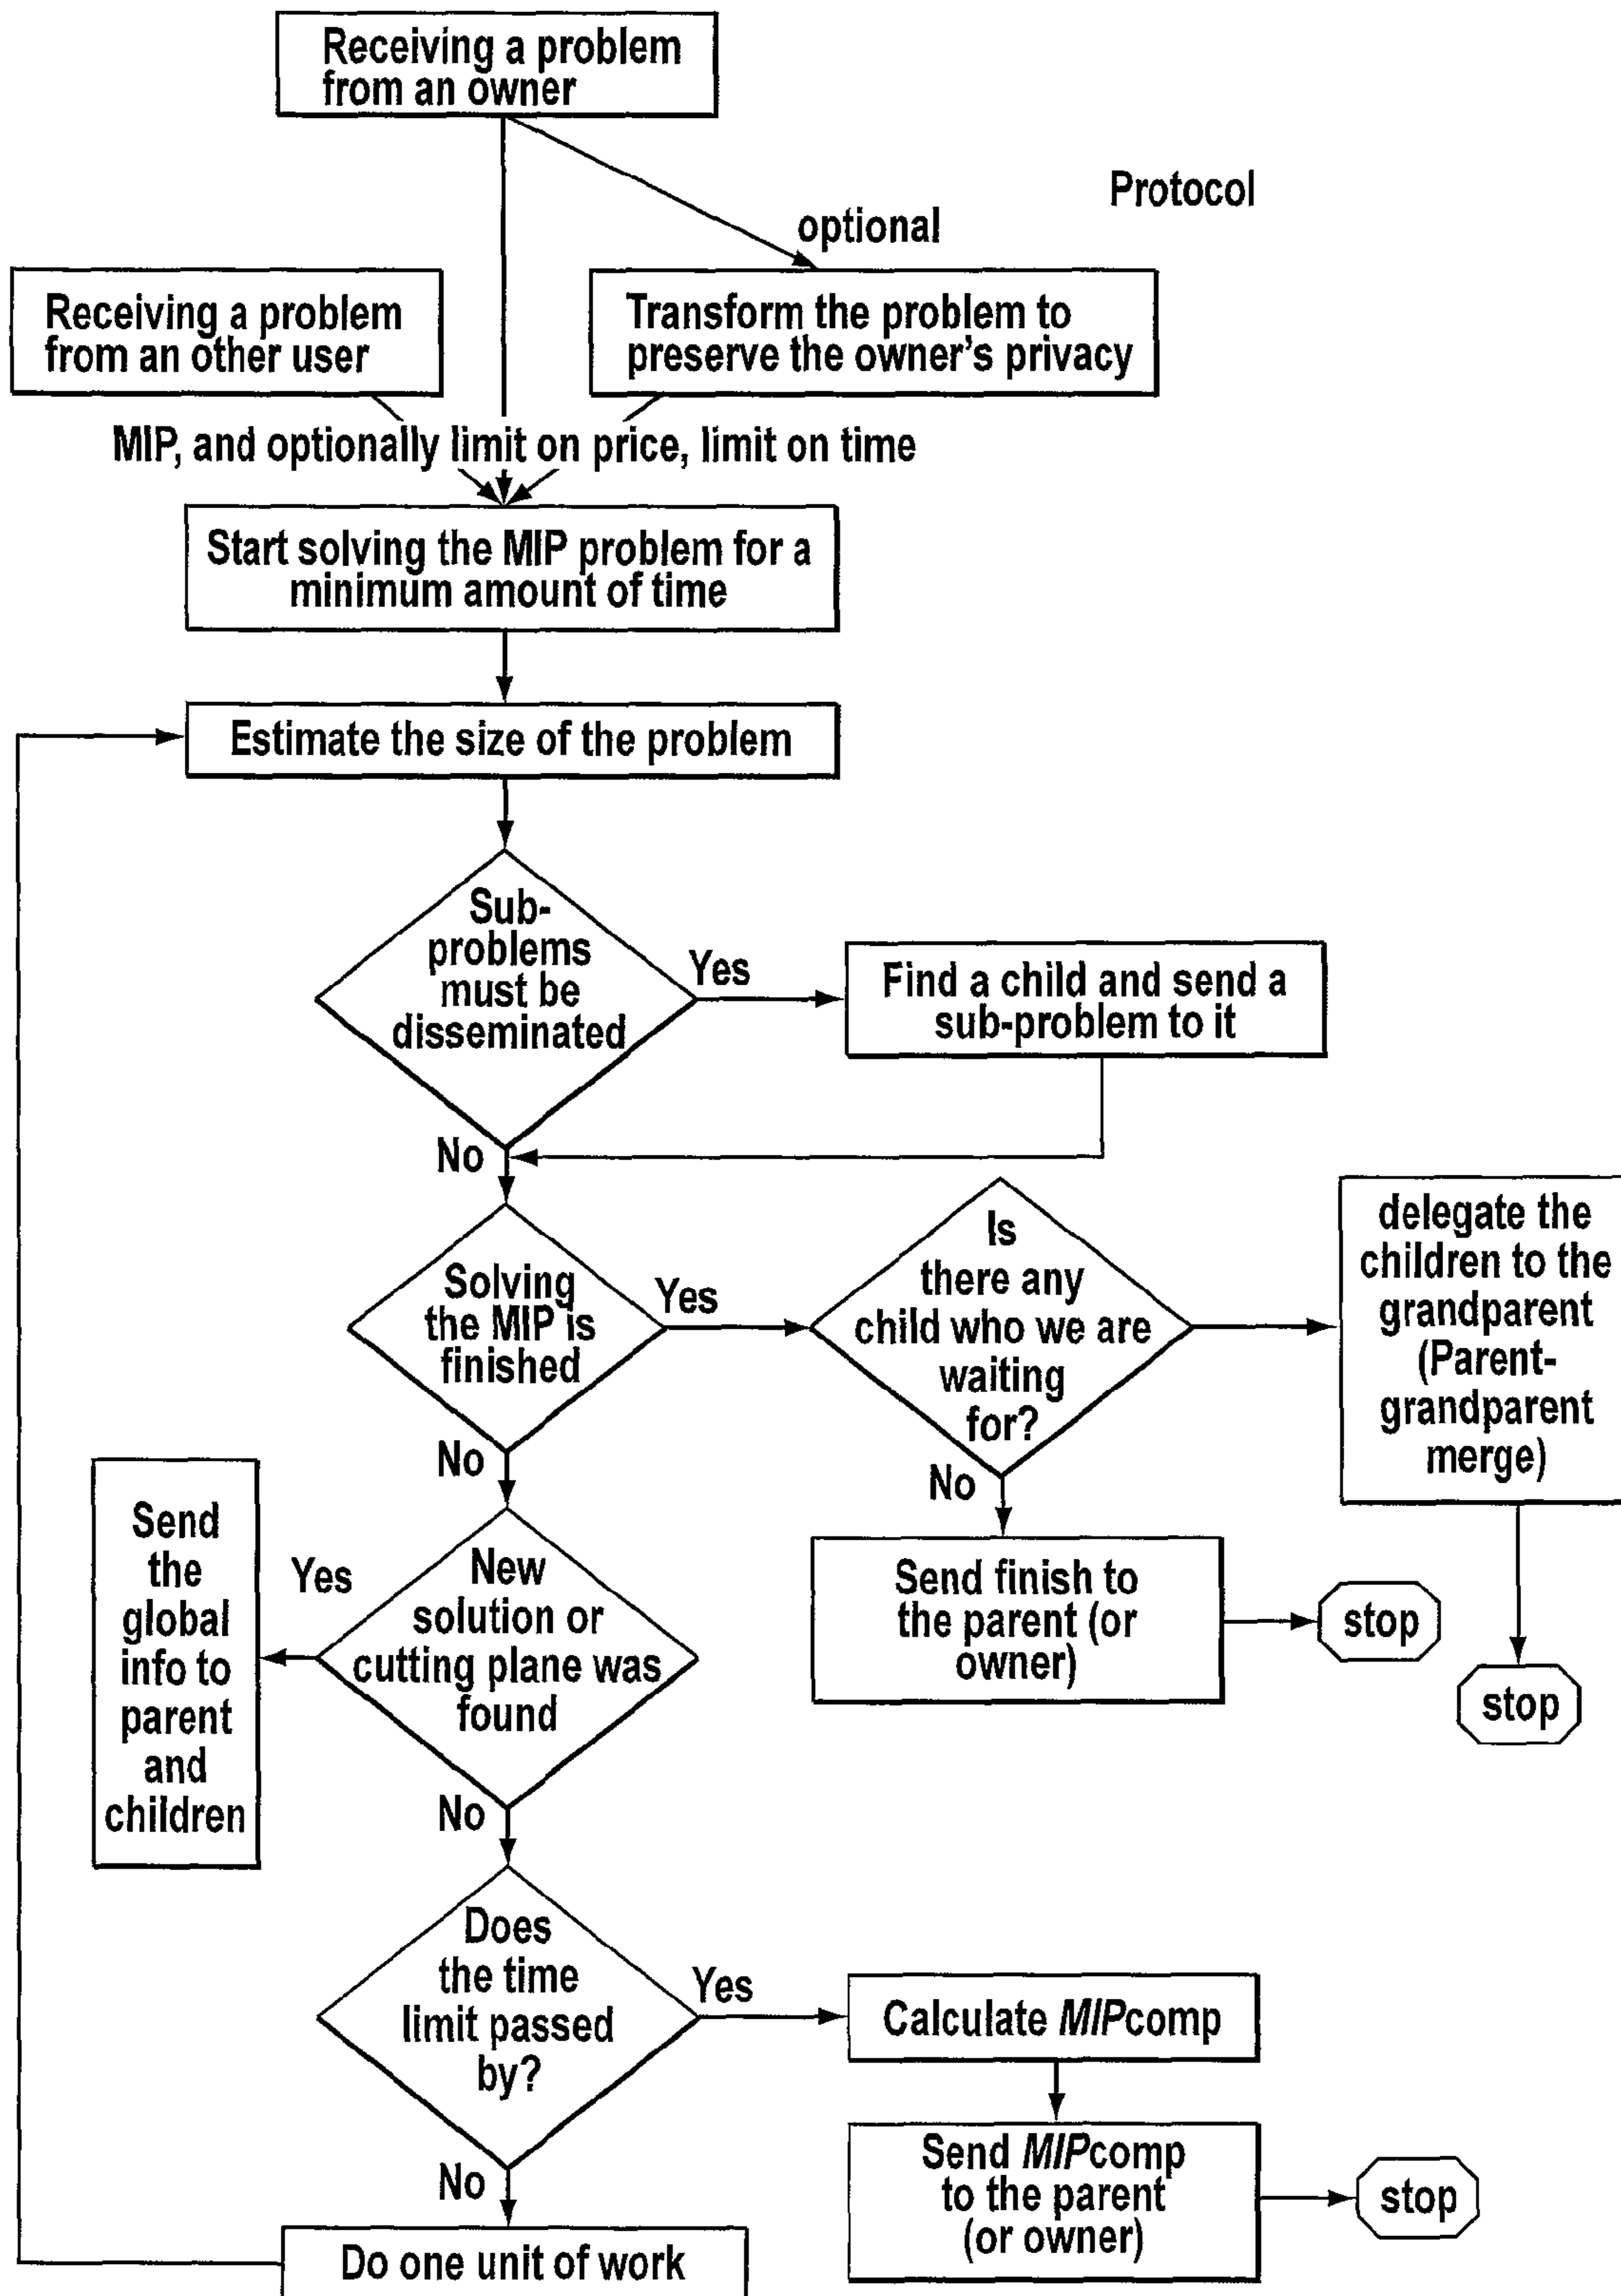 Receiving a problem
from an owner
Protocol
optional
Receiving a problem
from an other user
Transform the problem to
preserve the owner's privacy
MIP, and optionally limit on price, limit on time
Start solving the MIP problem for a
minimum amount of time
Estimate the size of the problem
Sub-
problems
must be
disseminated
Yes
Find a child and send a
sub-problem to it
No
Solving
the MIP is
finished
Yes
Is
there any
child who we are
waiting
for?
delegate the
children to the
grandparent
(Parent-
grandparent
merge)
No
No
Send finish to
the parent (or
owner)
stop
stop
Send
the
global
info to
parent
and
children
Yes
New
solution or
cutting plane was
found
No
Does
the time
limit passed
by?
Yes
Calculate MIPcomp
Send MIPcomp
to the parent
(or owner)
stop
No
Do one unit of work